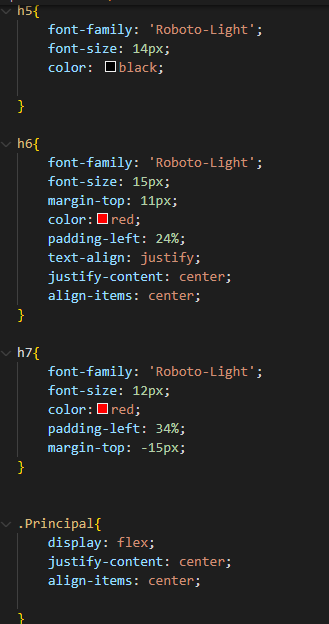 h5{
font-family: 'Roboto-Light';
font-size: 14px;
color: black;
}
h6{
font-family: 'Roboto-Light';
font-size: 15px;
margin-top: 11px;
color:red;
padding-left: 24%;
text-align: justify;
justify-content: center;
align-items: center;
}
h7{
font-family: 'Roboto-Light';
font-size: 12px;
color:red;
padding-left: 34%;
margin-top: -15px;
}
.Principal{
display: flex;
justify-content: center;
align-items: center;
}